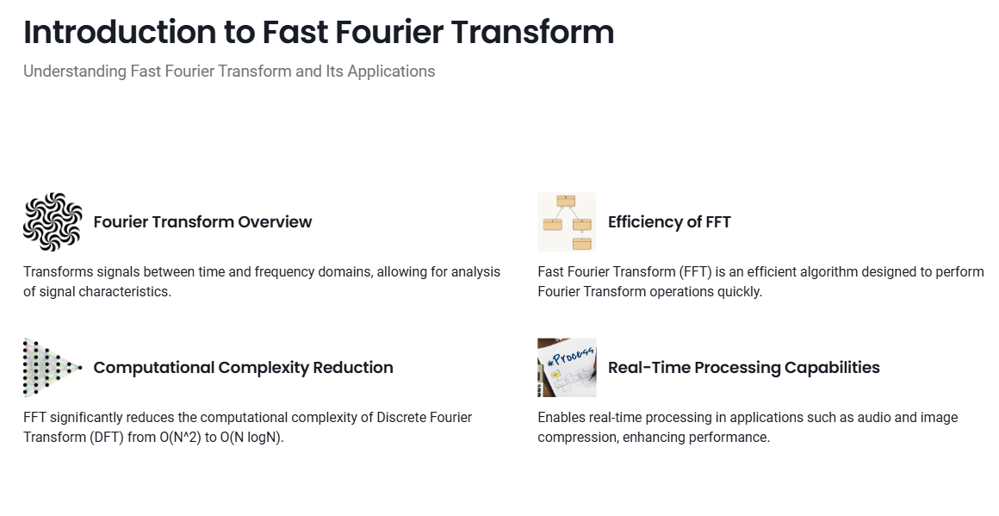 Introduction to Fast Fourier Transform
Understanding Fast Fourier Transform and Its Applications
Fourier Transform Overview
Transforms signals between time and frequency domains, allowing for analysis
of signal characteristics.
Efficiency of FFT
Fast Fourier Transform (FFT) is an efficient algorithm designed to perform
Fourier Transform operations quickly.
Computational Complexity Reduction
FFT significantly reduces the computational complexity of Discrete Fourier
Transform (DFT) from O(N^2) to O(N logN).
*Process
Real-Time Processing Capabilities
Enables real-time processing in applications such as audio and image
compression, enhancing performance.